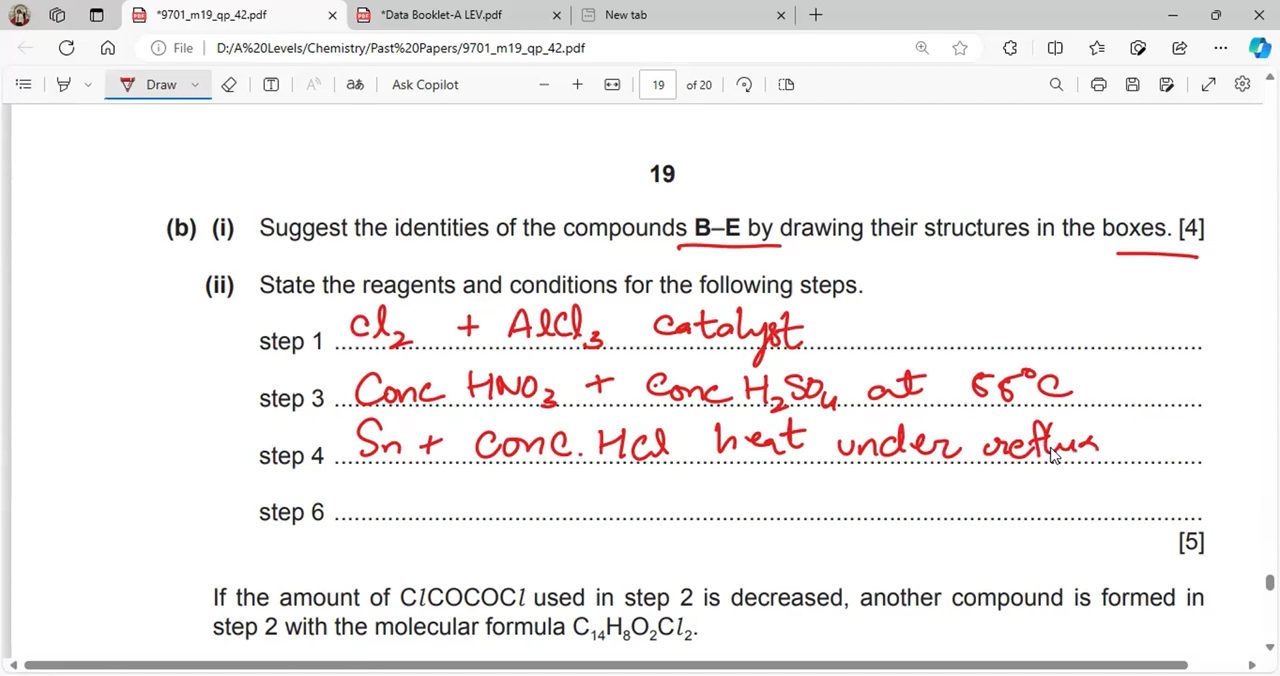 *9701_m19_qp_42.pdf
*Data Booklet-A LEV.pdf
New tab
File D:/A%20Levels/Chemistry/Past%20Papers/9701_m19_qp_42.pdf
Draw
Ask Copilot
19 of 20
19
(b) (i) Suggest the identities of the compounds B–E by drawing their structures in the boxes. [4]
(ii) State the reagents and conditions for the following steps.
step 1 Cl₂ + AlCl₃ catalyst
step 3 Conc HNO₃ + Conc H₂SO₄ at 55°C
step 4 Sn + conc. HCl heat under reflux
step 6
[5]
If the amount of ClCOCOCl used in step 2 is decreased, another compound is formed in
step 2 with the molecular formula C₁₄H₈O₂Cl₂.